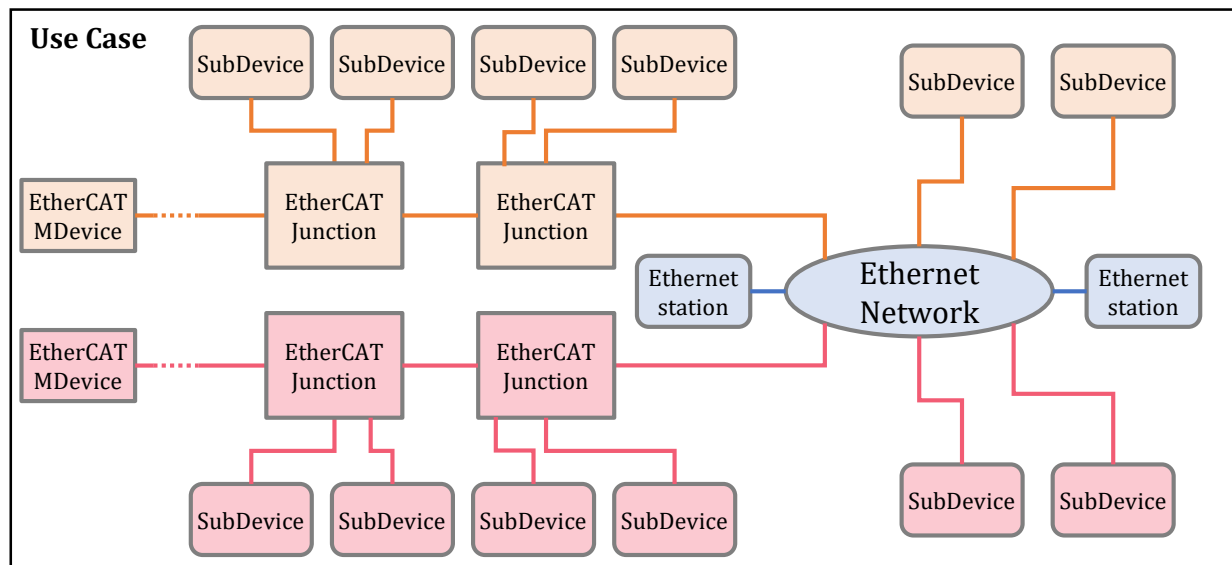 Use Case
SubDevice
SubDevice
SubDevice
SubDevice
SubDevice
SubDevice
EtherCAT
MDevice
EtherCAT
Junction
EtherCAT
Junction
Ethernet
station
Ethernet
Network
Ethernet
station
EtherCAT
MDevice
EtherCAT
Junction
EtherCAT
Junction
SubDevice
SubDevice
SubDevice
SubDevice
SubDevice
SubDevice